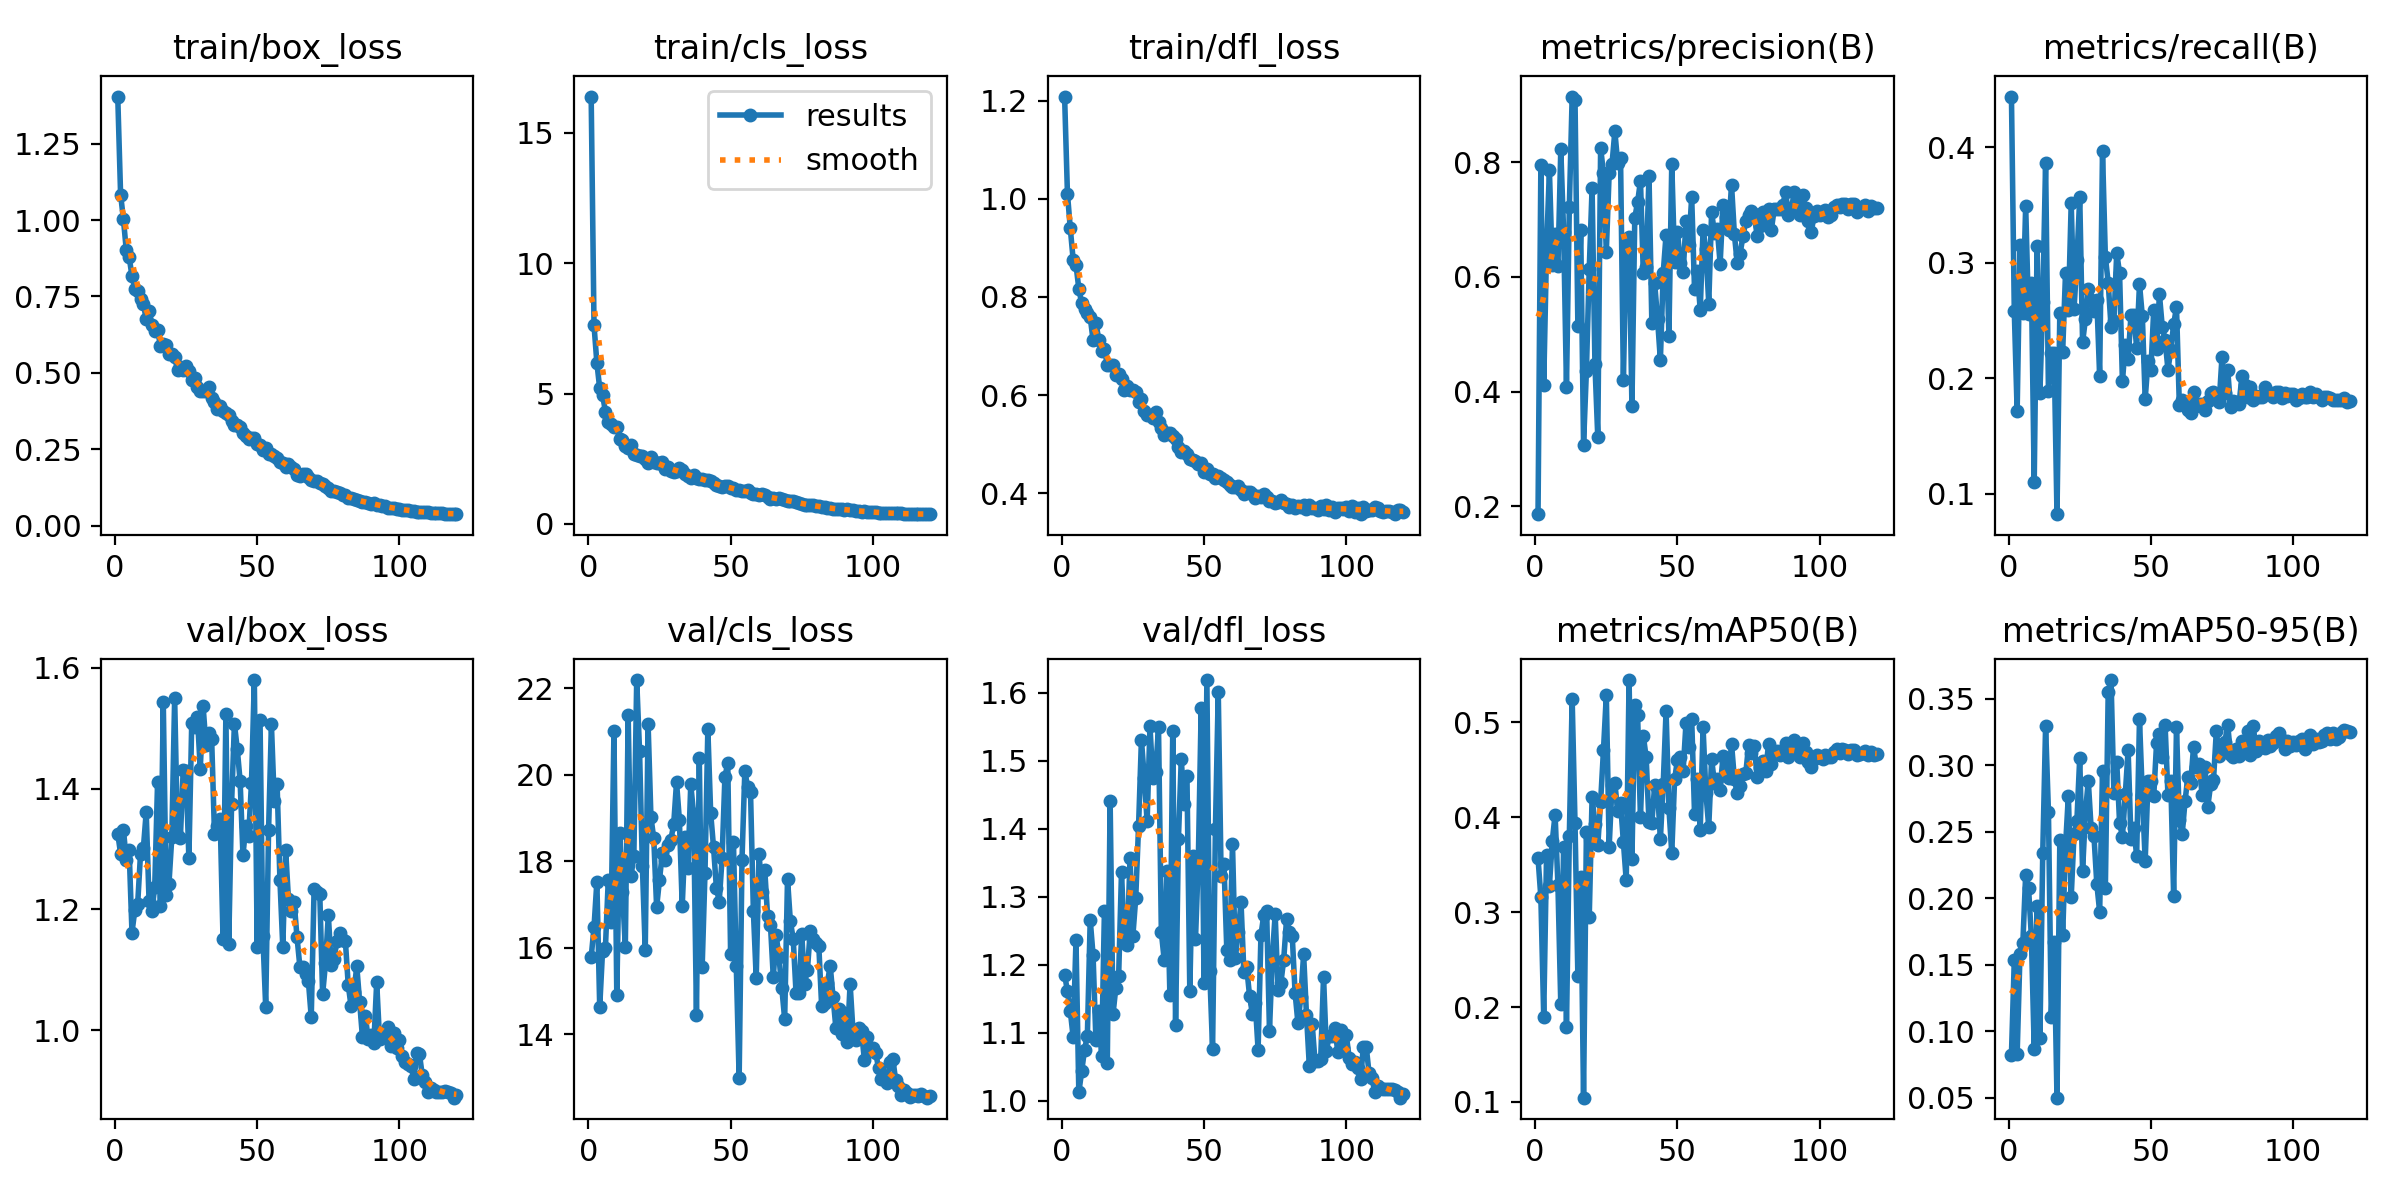 train/box_loss
1.25
1.00
0.75
0.50
0.25
0.00
0 50 100
train/cls_loss
results
smooth
15
10
5
0
0 50 100
train/dfl_loss
1.2
1.0
0.8
0.6
0.4
0 50 100
metrics/precision(B)
0.8
0.6
0.4
0.2
0 50 100
metrics/recall(B)
0.4
0.3
0.2
0.1
0 50 100
val/box_loss
1.6
1.4
1.2
1.0
0 50 100
val/cls_loss
22
20
18
16
14
0 50 100
val/dfl_loss
1.6
1.5
1.4
1.3
1.2
1.1
1.0
0 50 100
metrics/mAP50(B)
0.5
0.4
0.3
0.2
0.1
0 50 100
metrics/mAP50-95(B)
0.35
0.30
0.25
0.20
0.15
0.10
0.05
0 50 100